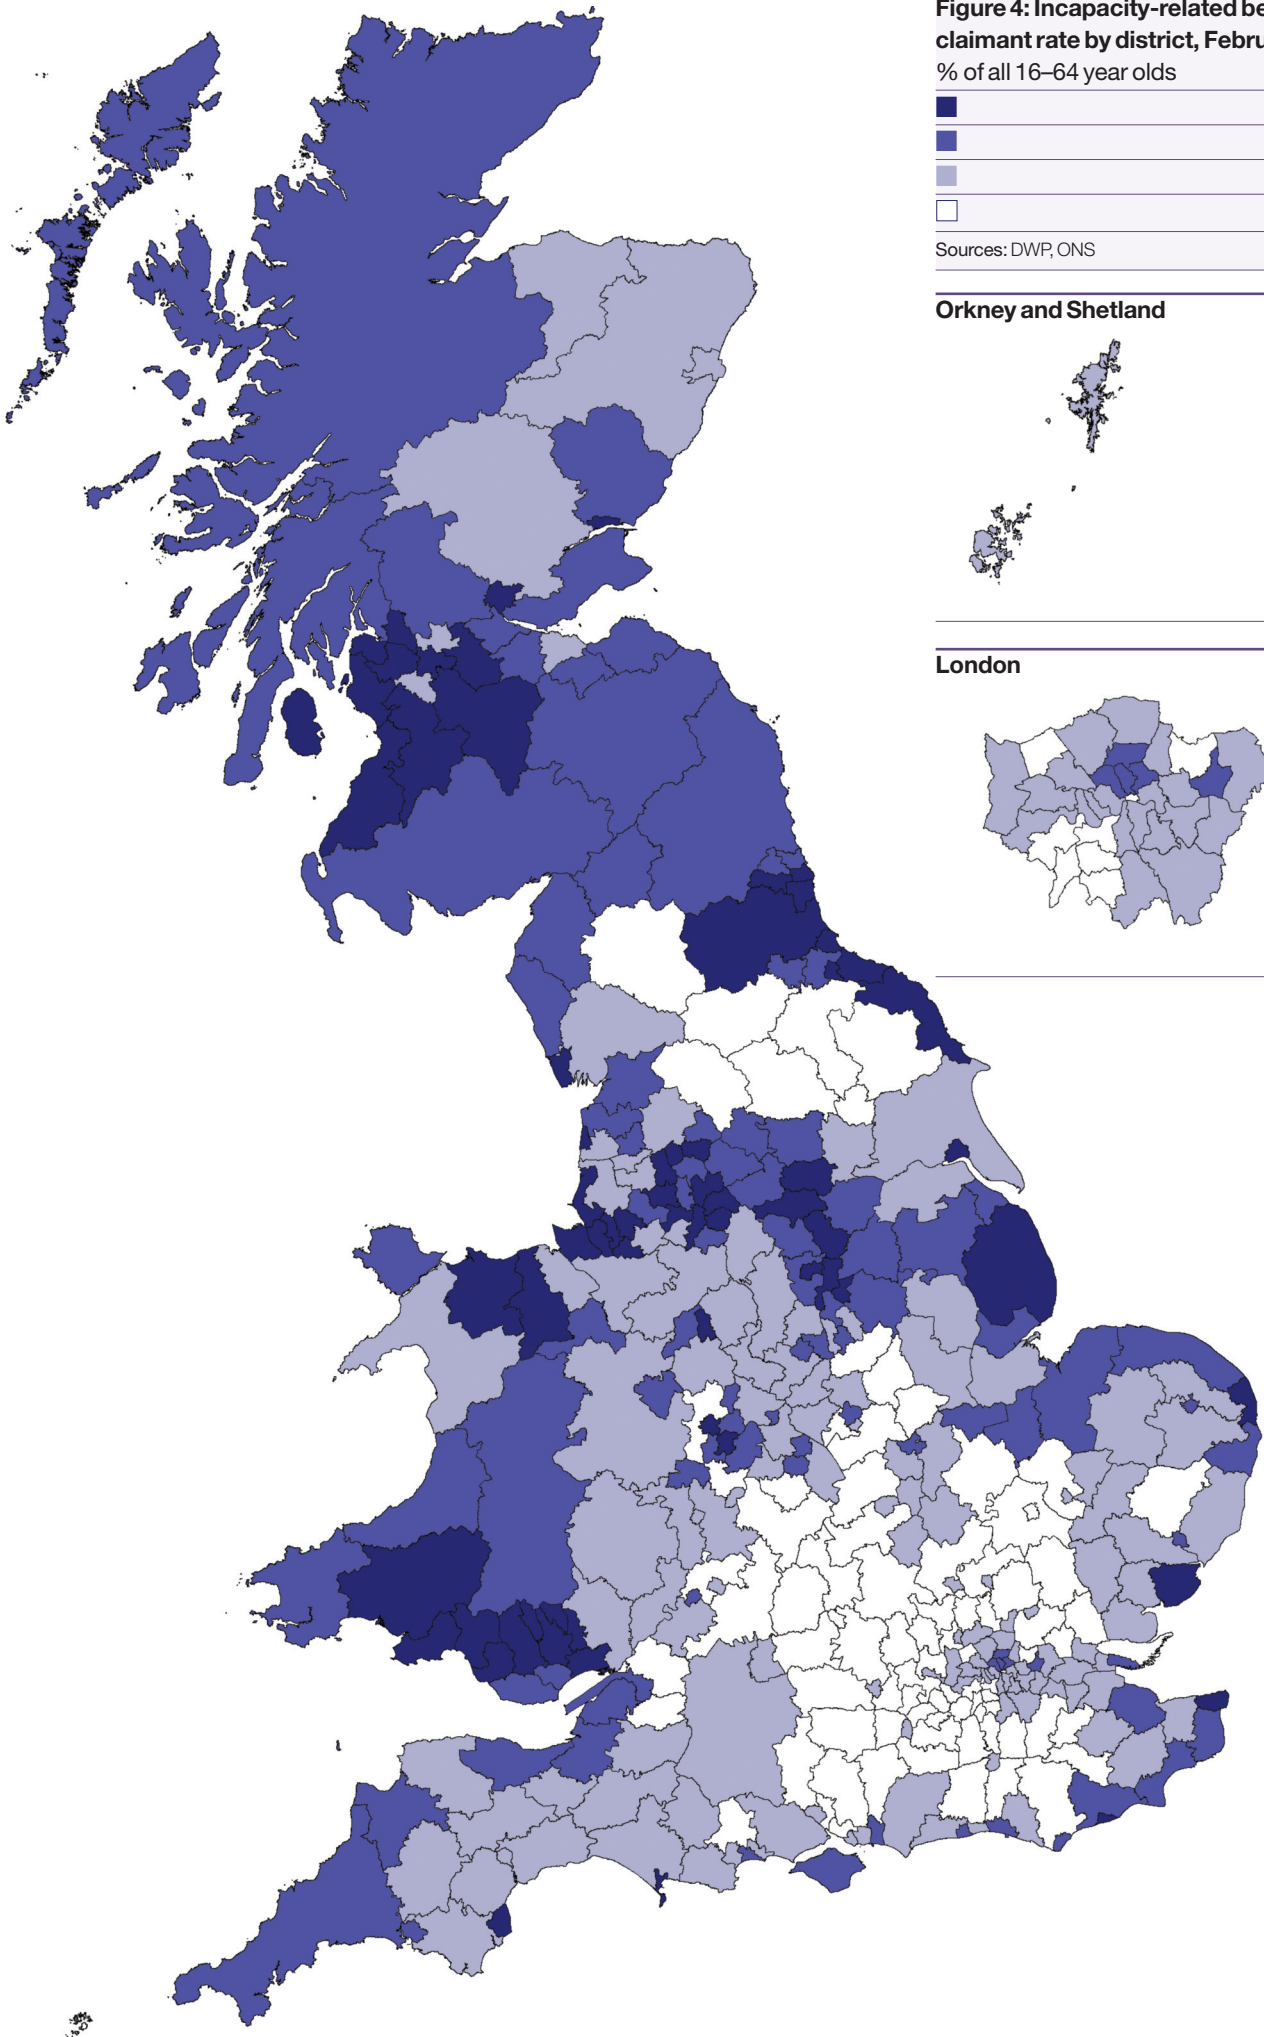 Figure 4: Incapacity-related be
claimant rate by district, Febru
% of all 16–64 year olds
Sources: DWP, ONS
Orkney and Shetland
London